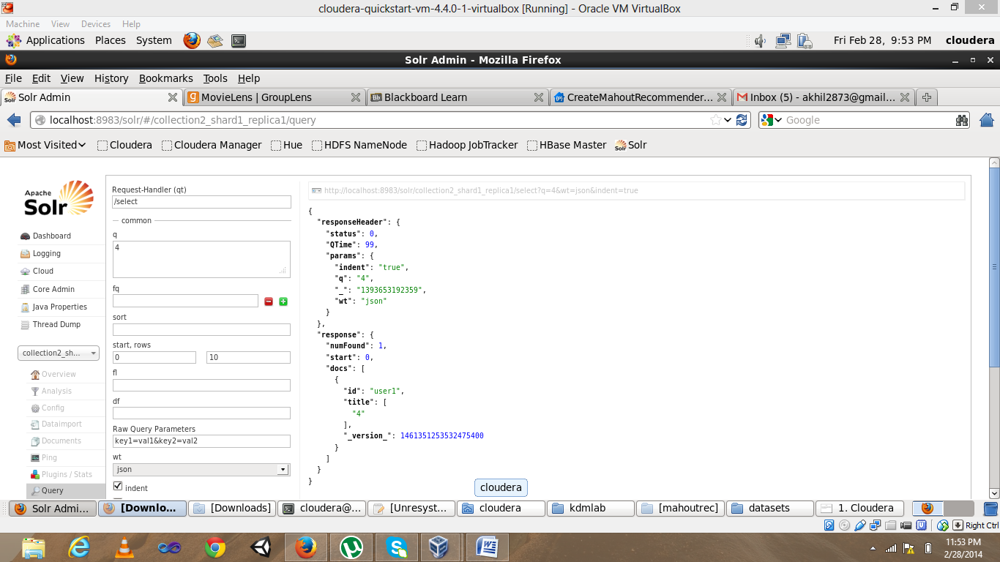 cloudera-quickstart-vm-4.4.0-1-virtualbox [Running] - Oracle VM VirtualBox
Machine View Devices Help
Applications Places System Fri Feb 28, 9:53 PM cloudera
Solr Admin - Mozilla Firefox
File Edit View History Bookmarks Tools Help
Solr Admin MovieLens | GroupLens Bb Blackboard Learn CreateMahoutRecommender... Inbox (5) - akhil2873@gmail...
localhost:8983/solr/#/collection2_shard1_replica1/query Google
Most Visited Cloudera Cloudera Manager Hue HDFS NameNode Hadoop JobTracker HBase Master Solr
Apache
Solr
Dashboard
Logging
Cloud
Core Admin
Java Properties
Thread Dump
collection2_sh...
Overview
Analysis
Config
Dataimport
Documents
Ping
Plugins / Stats
Query
Request-Handler (qt)
/select
common
q
4
fq
sort
start, rows
0 10
fl
df
Raw Query Parameters
key1=val1&key2=val2
wt
json
indent
http://localhost:8983/solr/collection2_shard1_replica1/select?q=4&wt=json&indent=true
{
"responseHeader": {
"status": 0,
"QTime": 99,
"params": {
"indent": "true",
"q": "4",
"_": "1393653192359",
"wt": "json"
}
},
"response": {
"numFound": 1,
"start": 0,
"docs": [
{
"id": "user1",
"title": [
"4"
],
"_version_": 1461351253532475400
}
]
}
}
cloudera
Solr Admi... [Downlo... [Downloads] cloudera@... [Unresyst... cloudera kdmlab [mahoutrec] datasets 1. Cloudera
Right Ctrl
11:53 PM
2/28/2014